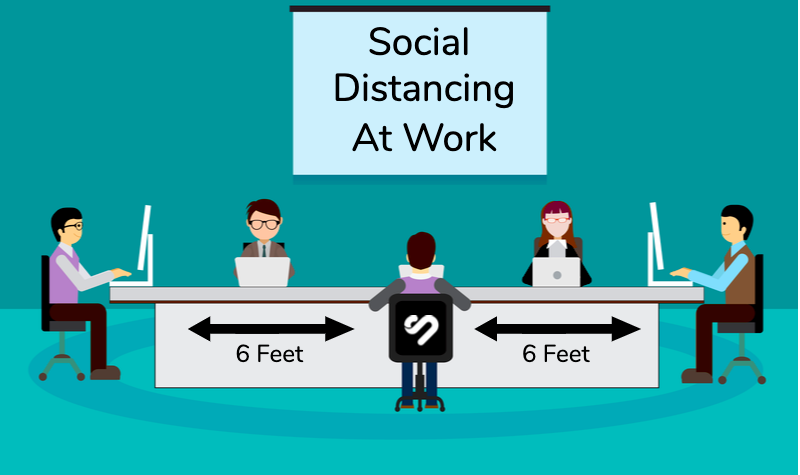 Social
Distancing
At Work
6 Feet
6 Feet